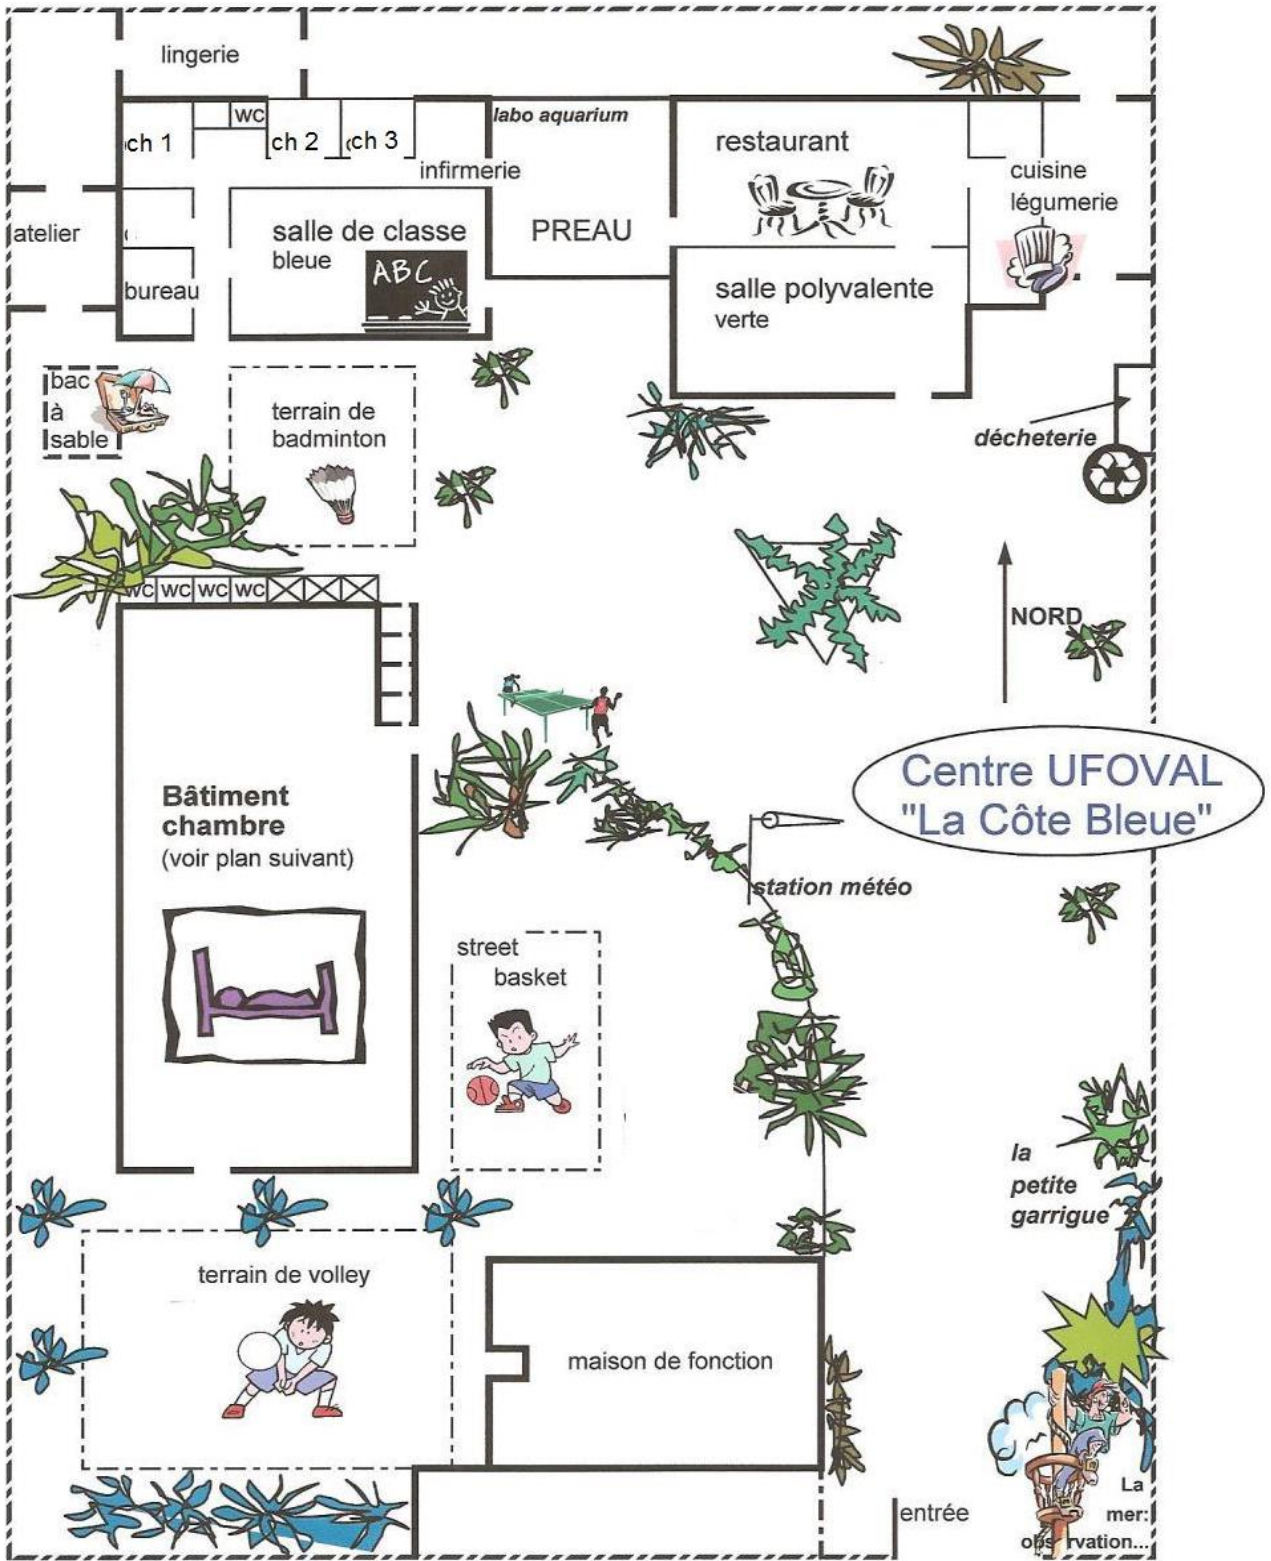 lingerie
WC
labo aquarium
ch 1
ch 2
ch 3
restaurant
infirmerie
cuisine
légumerie
atelier
salle de classe
bleue
ABC
PREAU
bureau
salle polyvalente
verte
bac
à
sable
terrain de
badminton
décheterie
WC WC WC WC
NORD
Centre UFOVAL
"La Côte Bleue"
Bâtiment
chambre
(voir plan suivant)
station météo
street
basket
la
petite
garrigue
terrain de volley
maison de fonction
entrée
La
mer: